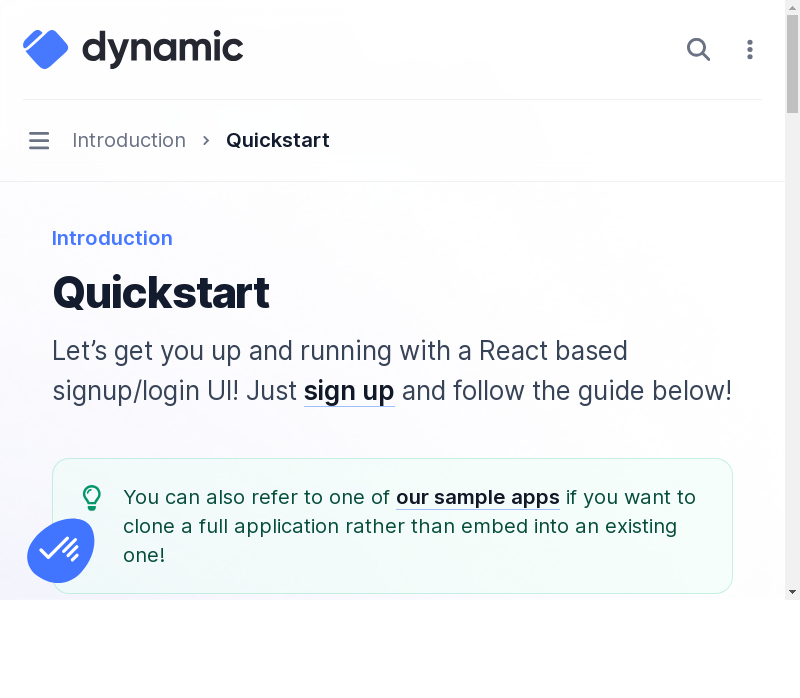 dynamic
Introduction > Quickstart
Introduction
Quickstart
Let’s get you up and running with a React based
signup/login UI! Just sign up and follow the guide below!
You can also refer to one of our sample apps if you want to
clone a full application rather than embed into an existing
one!